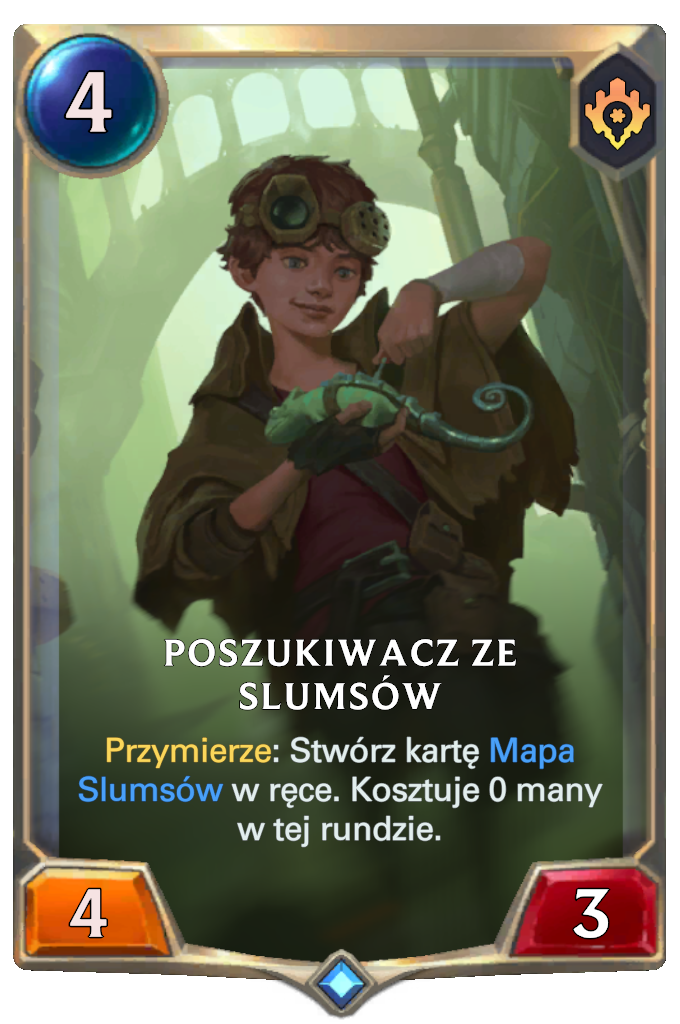 4
POSZUKIWACZ ZE
SLUMSÓW
Przymierze: Stwórz kartę Mapa
Slumsów w ręce. Kosztuje 0 many
w tej rundzie.
4
3